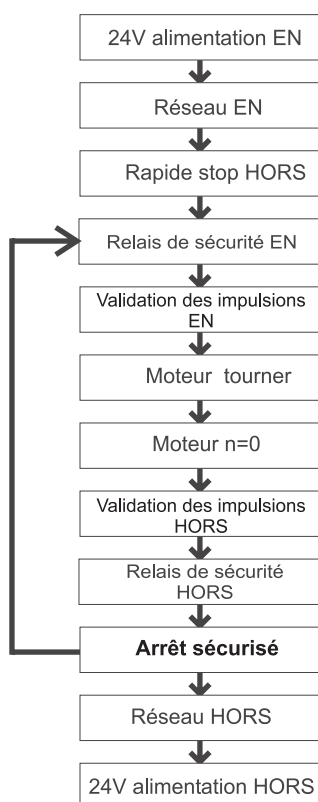 24V alimentation EN
Réseau EN
Rapide stop HORS
Relais de sécurité EN
Validation des impulsions
EN
Moteur tourner
Moteur n=0
Validation des impulsions
HORS
Relais de sécurité
HORS
Arrêt sécurisé
Réseau HORS
24V alimentation HORS